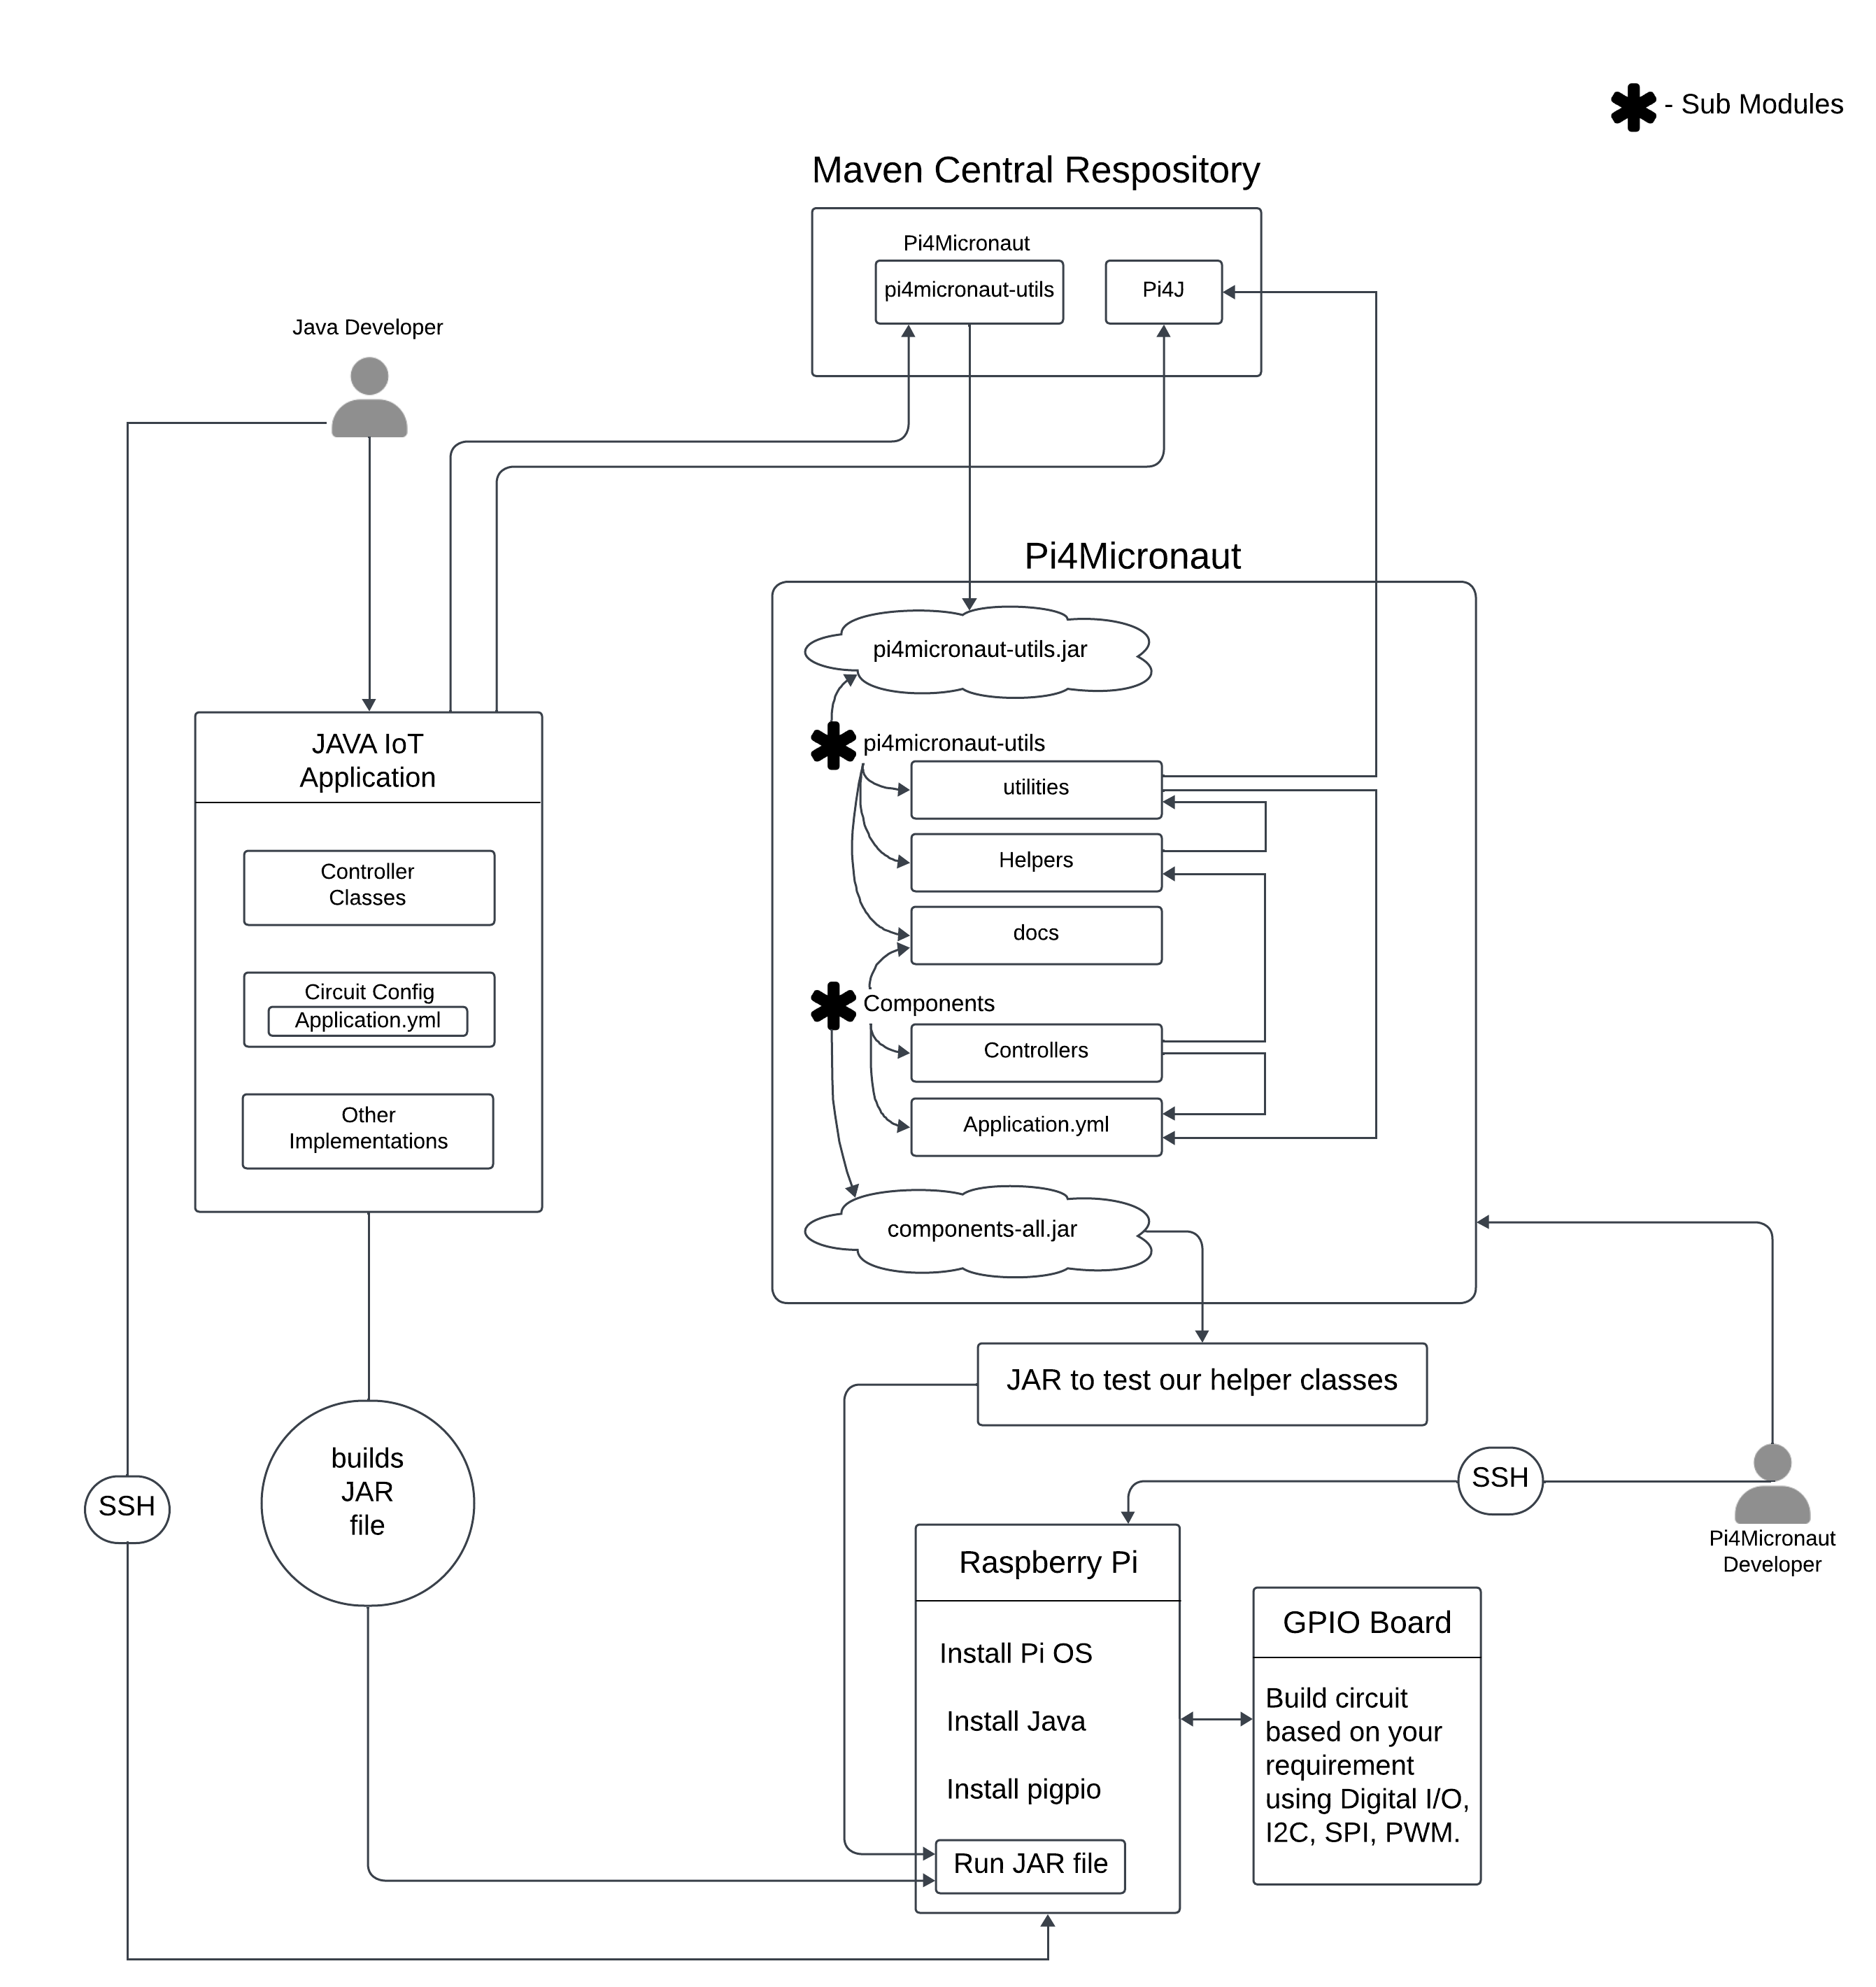 - Sub Modules
Maven Central Respository
Pi4Micronaut
pi4micronaut-utils
Pi4J
Java Developer
Pi4Micronaut
pi4micronaut-utils.jar
pi4micronaut-utils
utilities
Helpers
docs
Components
Controllers
Application.yml
components-all.jar
JAVA IoT
Application
Controller
Classes
Circuit Config
Application.yml
Other
Implementations
builds
JAR
file
SSH
JAR to test our helper classes
SSH
Pi4Micronaut
Developer
Raspberry Pi
Install Pi OS
Install Java
Install pigpio
Run JAR file
GPIO Board
Build circuit
based on your
requirement
using Digital I/O,
I2C, SPI, PWM.